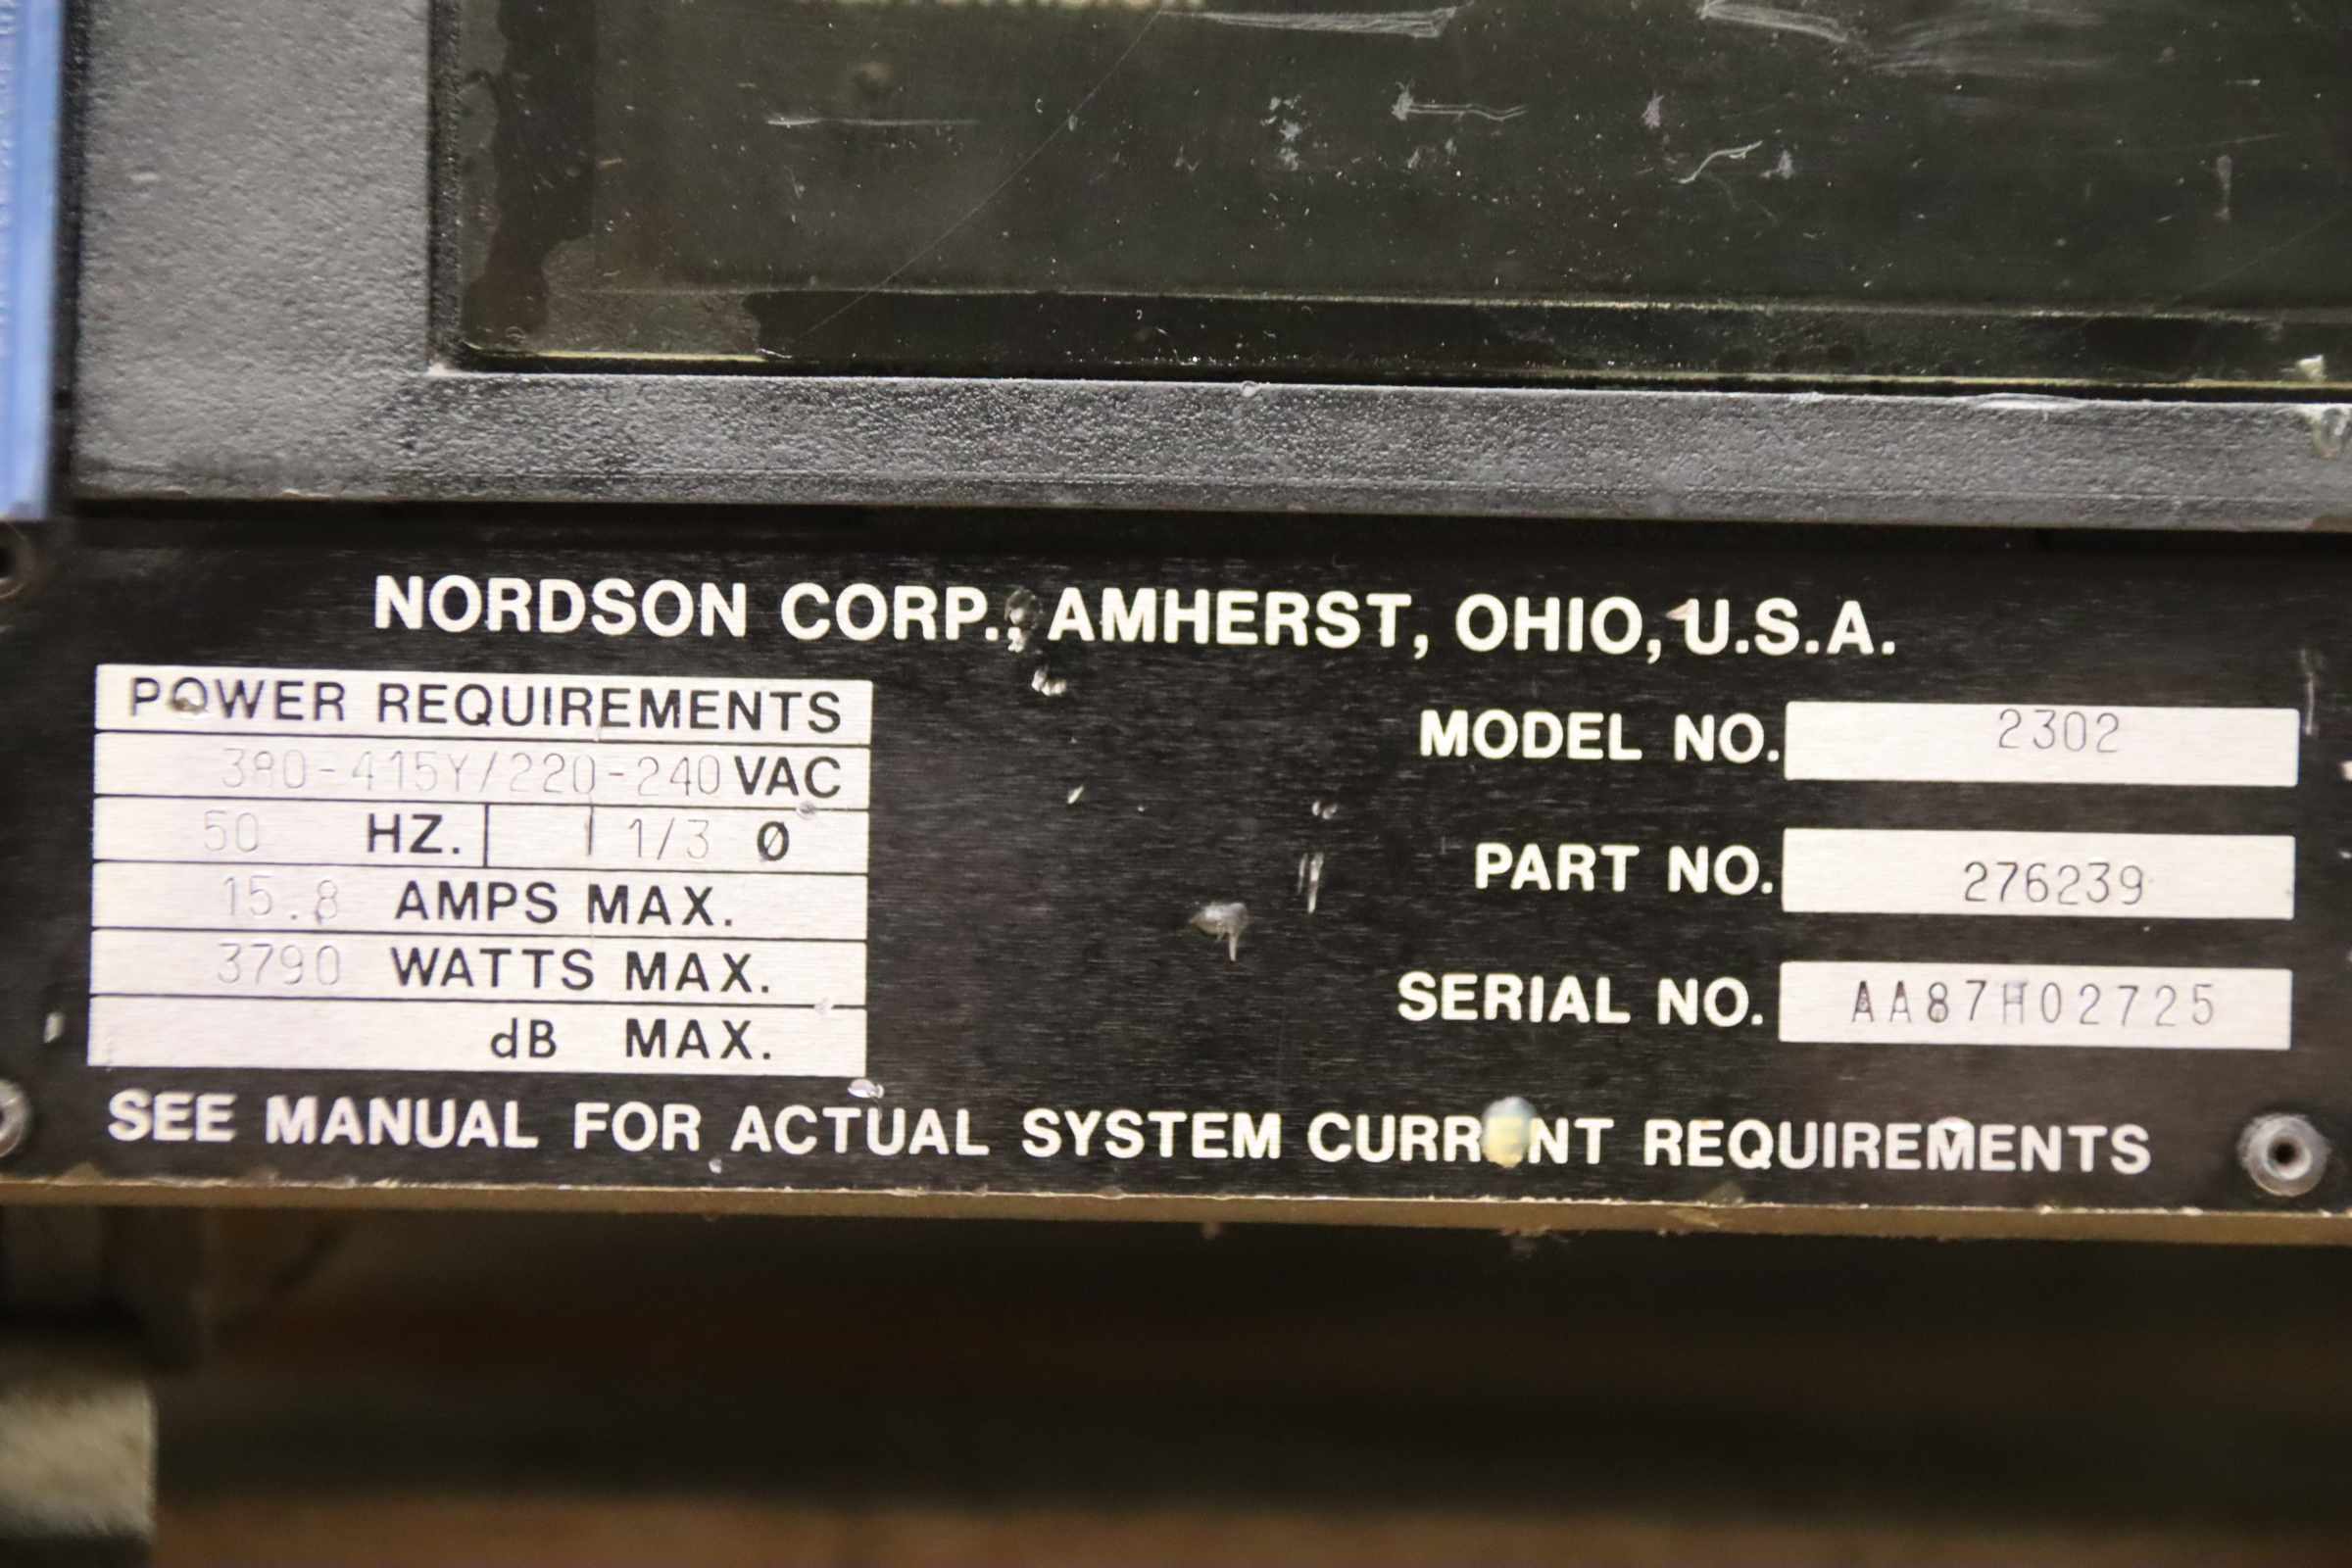 NORDSON CORP., AMHERST, OHIO, U.S.A.
POWER REQUIREMENTS
380-415Y/220-240 VAC
50 HZ. 1/3 Ø
15.8 AMPS MAX.
3790 WATTS MAX.
dB MAX.
MODEL NO. 2302
PART NO. 276239
SERIAL NO. AA87H02725
SEE MANUAL FOR ACTUAL SYSTEM CURRENT REQUIREMENTS